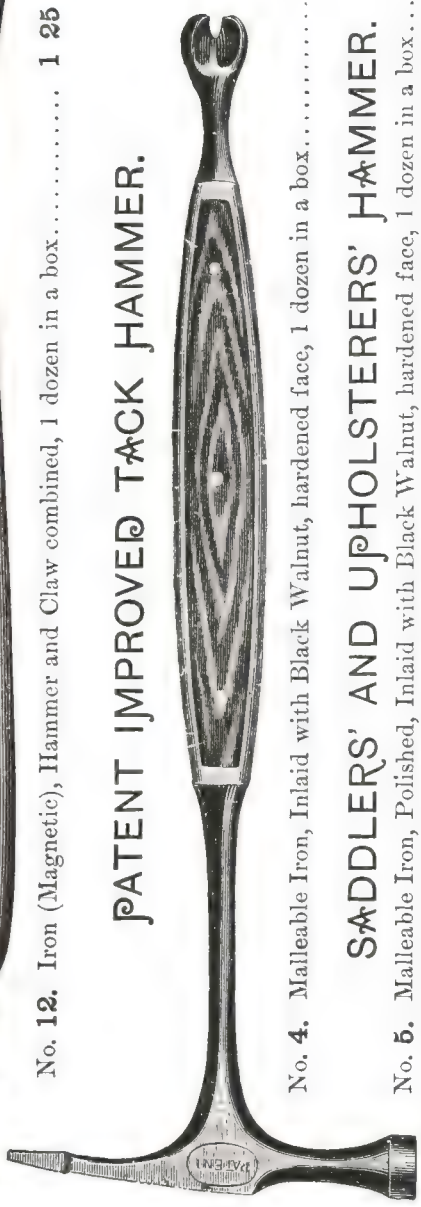 No. 12. Iron (Magnetic), Hammer and Claw combined, 1 dozen in a box.............. 1 25
PATENT IMPROVED TACK HAMMER.
PATENT
No. 4. Malleable Iron, Inlaid with Black Walnut, hardened face, 1 dozen in a box..............
SADDLERS' AND UPHOLSTERERS' HAMMER.
No. 5. Malleable Iron, Polished, Inlaid with Black Walnut, hardened face, 1 dozen in a box...